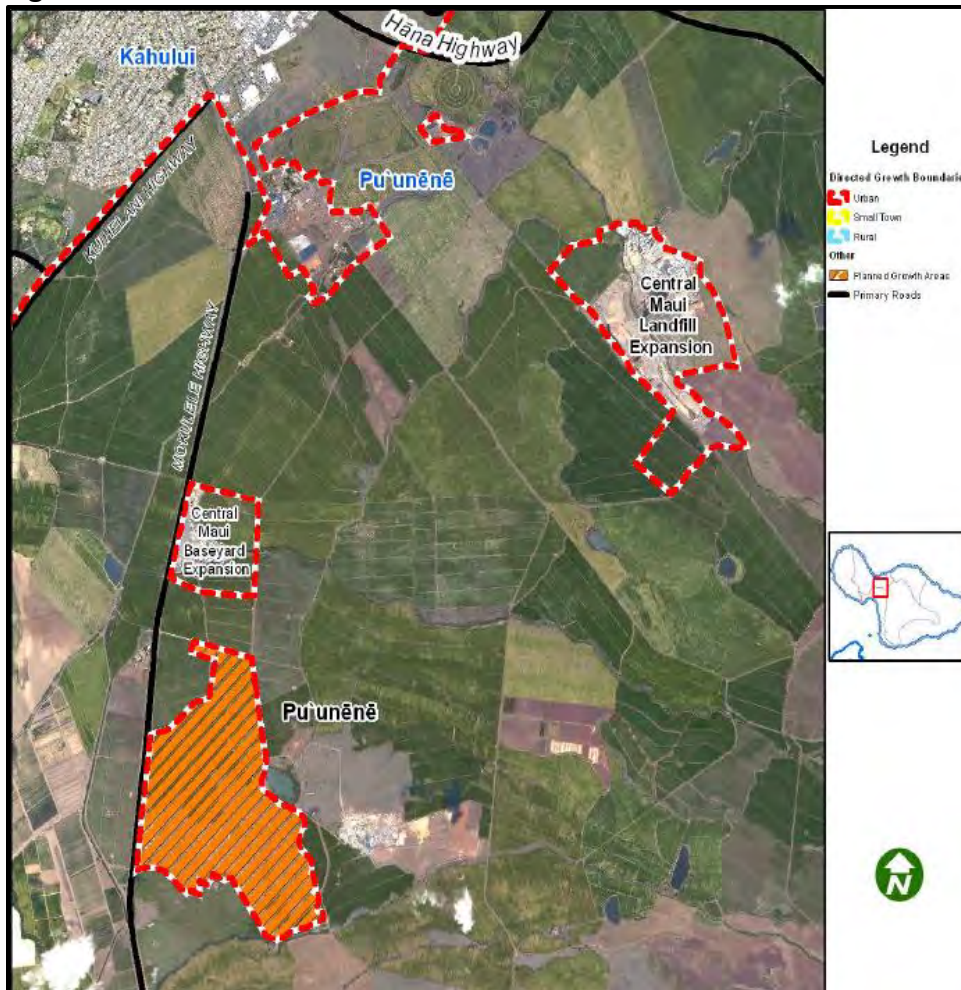 Hāna Highway
Kahului
KUIHELANI HIGHWAY
Pu`unēnē
MOKULELE HIGHWAY
Central
Maui
Landfill
Expansion
Central
Maui
Baseyard
Expansion
Pu`unēnē
Legend
Directed Growth Boundarie
Urban
Small Town
Rural
Other
Planned Growth Areas
Primary Roads
N